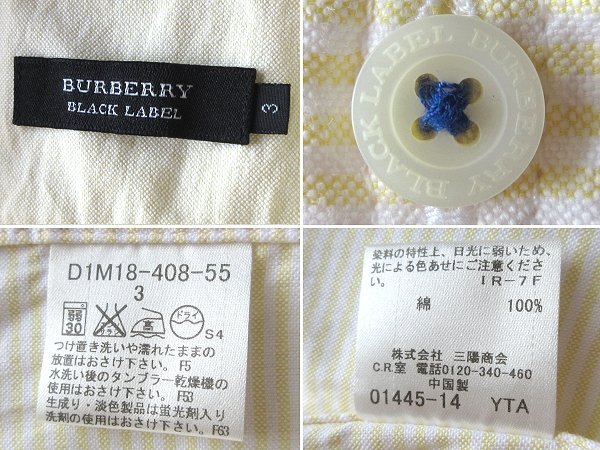 BURBERRY
BLACK LABEL
3
BLACK LABEL BURBERRY
D1M18-408-55
3
弱
30
高
ドライ
S4
つけ置き洗いや濡れたままの
放置はおさけ下さい。F5
水洗い後のタンブラー乾燥機の
使用はおさけ下さい。F53
生成り・淡色製品は蛍光剤入り
洗剤のご使用はおさけ下さい。F63
染料の特性上、日光に弱いため、
光による色あせにご注意ください。
IR-7F
綿 100%
株式会社 三陽商会
C.R.室 電話0120-340-460
中国製
01445-14 YTA